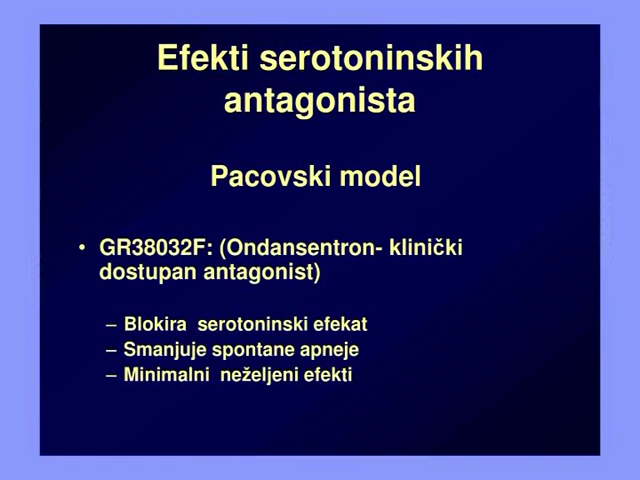 Efekti serotoninskih
antagonista
Pacovski model
• GR38032F: (Ondansentron- klinički
dostupan antagonist)
– Blokira  serotoninski efekat
– Smanjuje spontane apneje
– Minimalni  neželjeni efekti